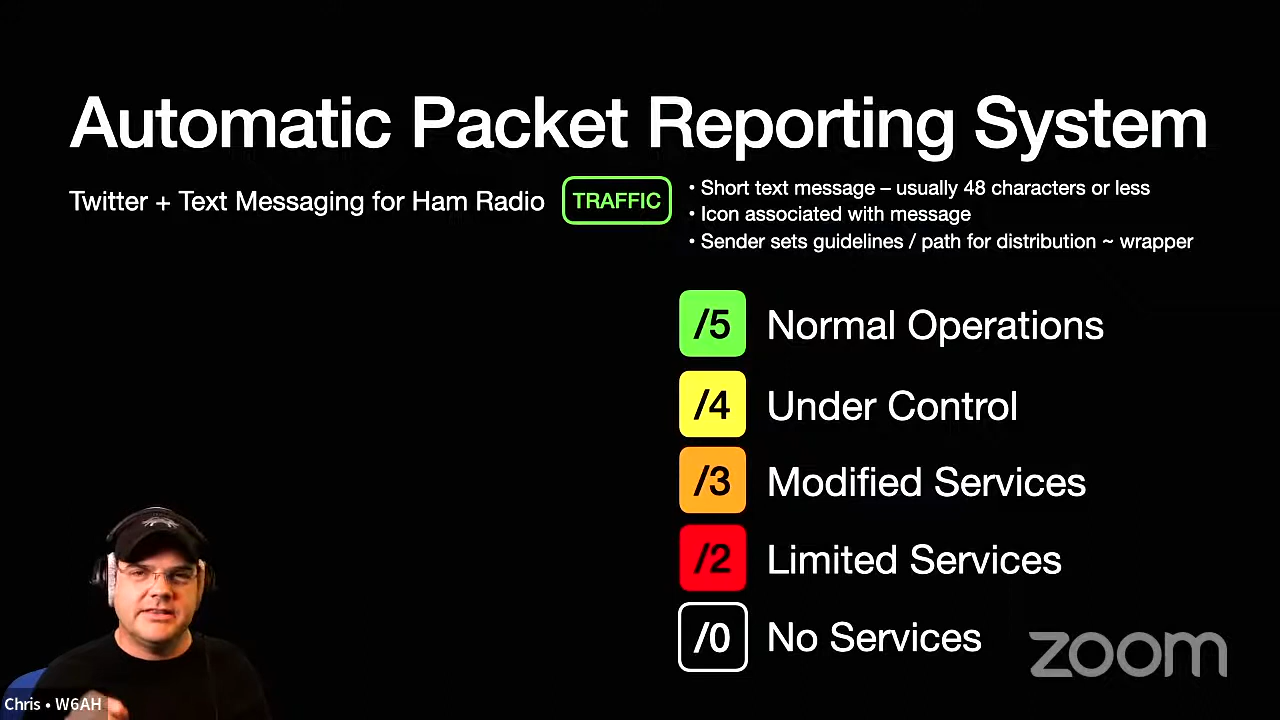 Automatic Packet Reporting System
Twitter + Text Messaging for Ham Radio
TRAFFIC
• Short text message – usually 48 characters or less
• Icon associated with message
• Sender sets guidelines / path for distribution ~ wrapper
/5 Normal Operations
/4 Under Control
/3 Modified Services
/2 Limited Services
/0 No Services
zoom
Chris • W6AH